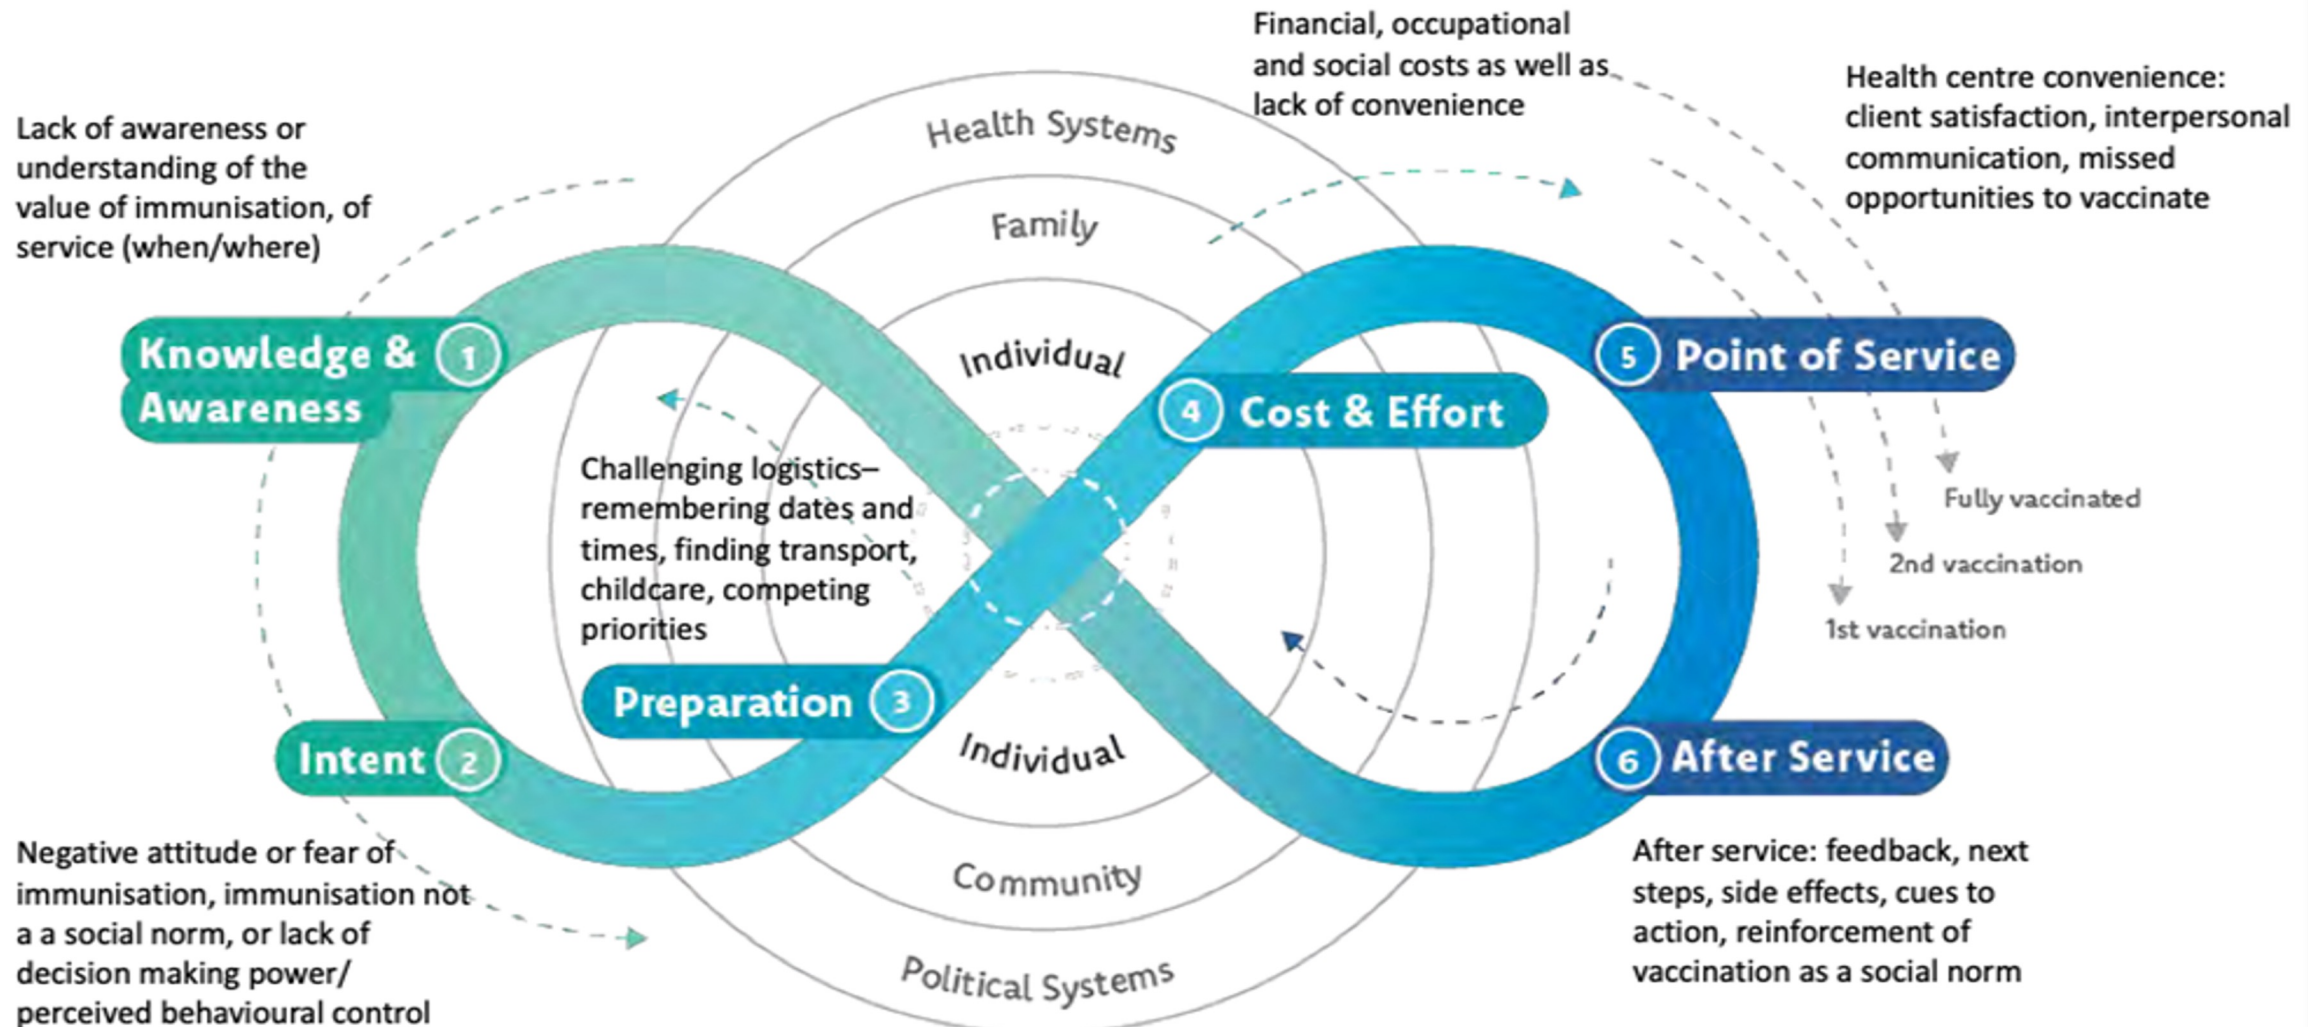 Lack of awareness or
understanding of the
value of immunisation, of
service (when/where)
Knowledge &
Awareness
1
Intent
2
Negative attitude or fear of
immunisation, immunisation not
a a social norm, or lack of
decision making power/
perceived behavioural control
Challenging logistics–
remembering dates and
times, finding transport,
childcare, competing
priorities
Preparation
3
Health Systems
Family
Individual
Individual
Community
Political Systems
Financial, occupational
and social costs as well as
lack of convenience
4
Cost & Effort
Health centre convenience:
client satisfaction, interpersonal
communication, missed
opportunities to vaccinate
5
Point of Service
Fully vaccinated
2nd vaccination
1st vaccination
6
After Service
After service: feedback, next
steps, side effects, cues to
action, reinforcement of
vaccination as a social norm